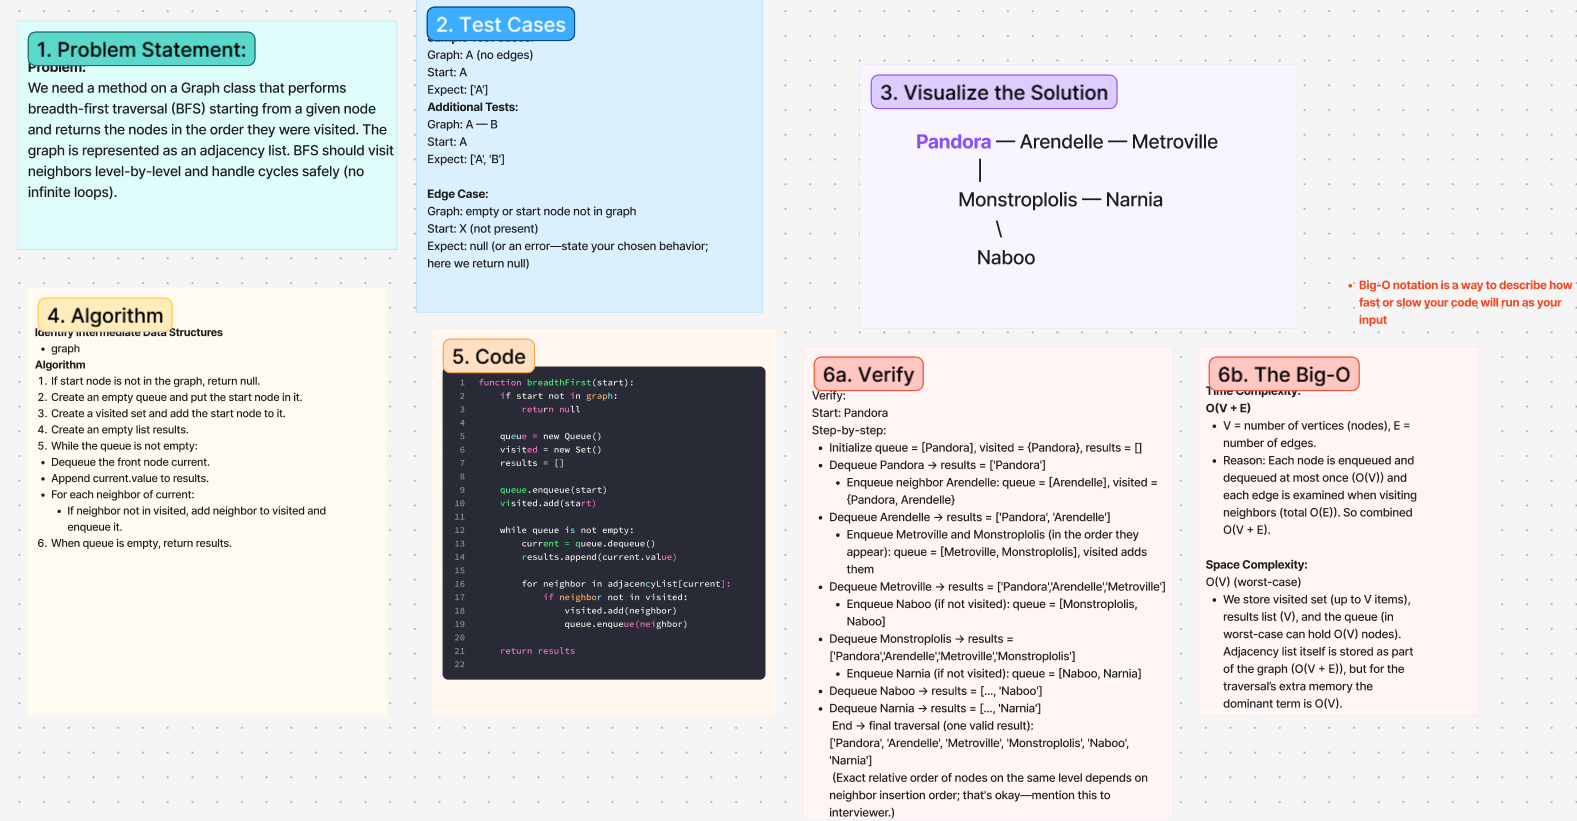 1. Problem Statement:
Problem:
We need a method on a Graph class that performs
breadth-first traversal (BFS) starting from a given node
and returns the nodes in the order they were visited. The
graph is represented as an adjacency list. BFS should visit
neighbors level-by-level and handle cycles safely (no
infinite loops).
2. Test Cases
Graph: A (no edges)
Start: A
Expect: ['A']
Additional Tests:
Graph: A — B
Start: A
Expect: ['A', 'B']
Edge Case:
Graph: empty or start node not in graph
Start: X (not present)
Expect: null (or an error—state your chosen behavior;
here we return null)
3. Visualize the Solution
Pandora — Arendelle — Metroville
|
Monstroplolis — Narnia
\
Naboo
• Big-O notation is a way to describe how
fast or slow your code will run as your
input
4. Algorithm
Identify Intermediate Data Structures
• graph
Algorithm
1. If start node is not in the graph, return null.
2. Create an empty queue and put the start node in it.
3. Create a visited set and add the start node to it.
4. Create an empty list results.
5. While the queue is not empty:
• Dequeue the front node current.
• Append current.value to results.
• For each neighbor of current:
• If neighbor not in visited, add neighbor to visited and
enqueue it.
6. When queue is empty, return results.
5. Code
1 function breadthFirst(start):
2 if start not in graph:
3 return null
4
5 queue = new Queue()
6 visited = new Set()
7 results = []
8
9 queue.enqueue(start)
10 visited.add(start)
11
12 while queue is not empty:
13 current = queue.dequeue()
14 results.append(current.value)
15
16 for neighbor in adjacencyList[current]:
17 if neighbor not in visited:
18 visited.add(neighbor)
19 queue.enqueue(neighbor)
20
21 return results
22
6a. Verify
Verify:
Start: Pandora
Step-by-step:
• Initialize queue = [Pandora], visited = {Pandora}, results = []
• Dequeue Pandora → results = ['Pandora']
• Enqueue neighbor Arendelle: queue = [Arendelle], visited =
{Pandora, Arendelle}
• Dequeue Arendelle → results = ['Pandora', 'Arendelle']
• Enqueue Metroville and Monstroplolis (in the order they
appear): queue = [Metroville, Monstroplolis], visited adds
them
• Dequeue Metroville → results = ['Pandora','Arendelle','Metroville']
• Enqueue Naboo (if not visited): queue = [Monstroplolis,
Naboo]
• Dequeue Monstroplolis → results =
['Pandora','Arendelle','Metroville','Monstroplolis']
• Enqueue Narnia (if not visited): queue = [Naboo, Narnia]
• Dequeue Naboo → results = [..., 'Naboo']
• Dequeue Narnia → results = [..., 'Narnia']
End → final traversal (one valid result):
['Pandora', 'Arendelle', 'Metroville', 'Monstroplolis', 'Naboo',
'Narnia']
(Exact relative order of nodes on the same level depends on
neighbor insertion order; that's okay—mention this to
interviewer.)
6b. The Big-O
Time Complexity:
O(V + E)
• V = number of vertices (nodes), E =
number of edges.
• Reason: Each node is enqueued and
dequeued at most once (O(V)) and
each edge is examined when visiting
neighbors (total O(E)). So combined
O(V + E).
Space Complexity:
O(V) (worst-case)
• We store visited set (up to V items),
results list (V), and the queue (in
worst-case can hold O(V) nodes).
Adjacency list itself is stored as part
of the graph (O(V + E)), but for the
traversal's extra memory the
dominant term is O(V).